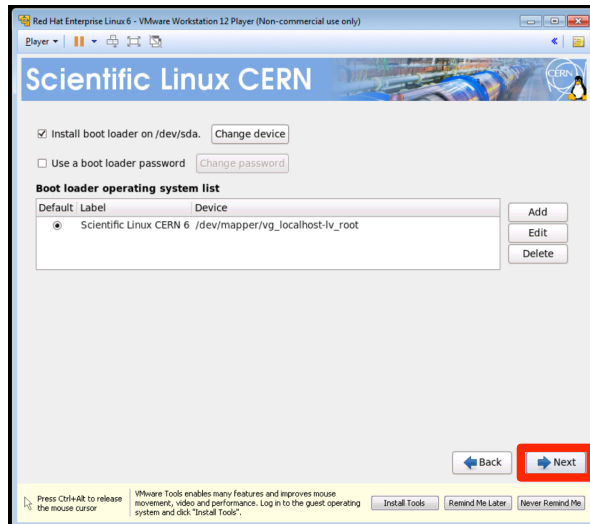 Red Hat Enterprise Linux 6 - VMware Workstation 12 Player (Non-commercial use only)
Player
Scientific Linux CERN
CERN
Install boot loader on /dev/sda. Change device
Use a boot loader password Change password
Boot loader operating system list
Default Label Device
Scientific Linux CERN 6 /dev/mapper/vg_localhost-lv_root
Add
Edit
Delete
Back Next
Press Ctrl+Alt to release
the mouse cursor
VMware Tools enables many features and improves mouse
movement, video and performance. Log in to the guest operating
system and click "Install Tools".
Install Tools Remind Me Later Never Remind Me